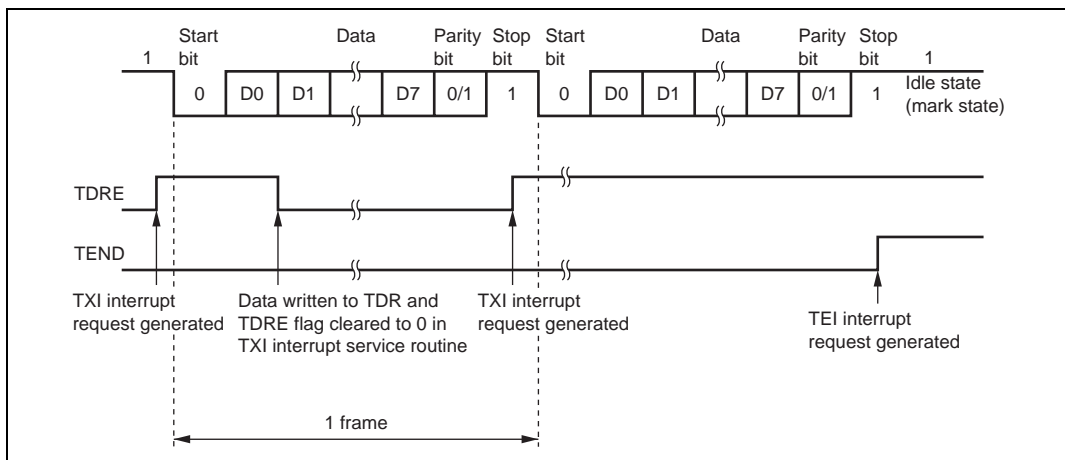 Start bit
Data
Parity bit
Stop bit
Start bit
Data
Parity bit
Stop bit
1
1
0
D0
D1
D7
0/1
1
0
D0
D1
D7
0/1
1
Idle state
(mark state)
TDRE
TEND
TXI interrupt
request generated
Data written to TDR and
TDRE flag cleared to 0 in
TXI interrupt service routine
TXI interrupt
request generated
TEI interrupt
request generated
1 frame